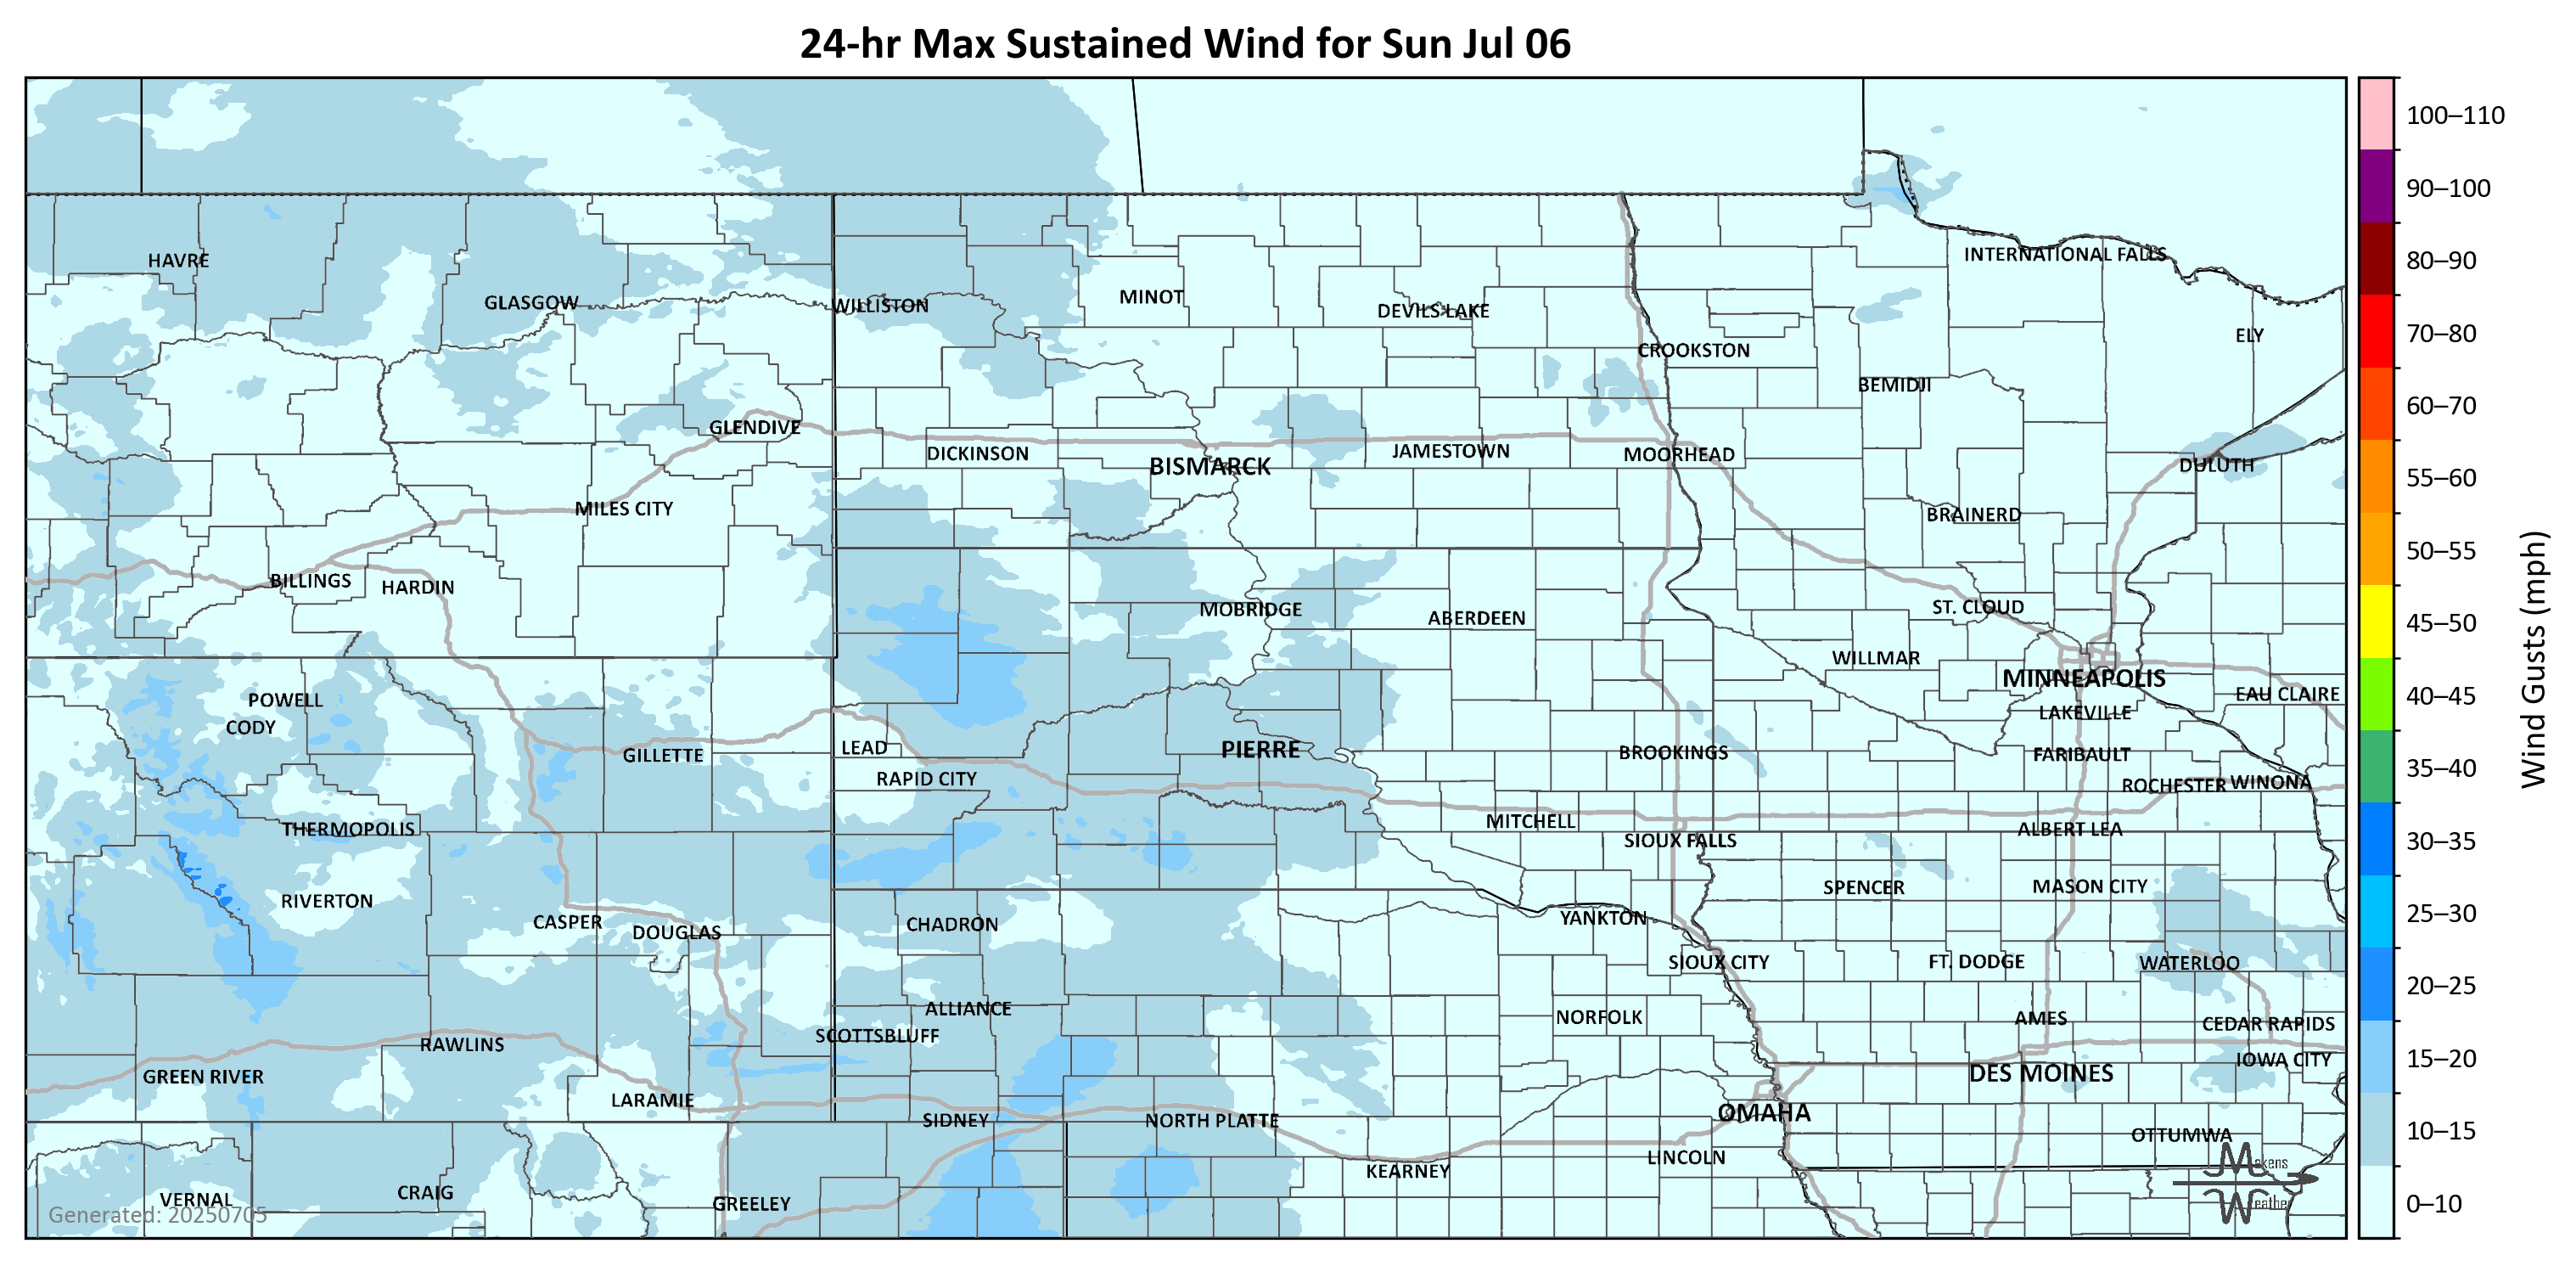 24-hr Max Sustained Wind for Sun Jul 06
100–110
90–100
80–90
70–80
60–70
55–60
50–55
45–50
40–45
35–40
30–35
25–30
20–25
15–20
10–15
0–10
Wind Gusts (mph)
HAVRE
GLASGOW
WILLISTON
MINOT
DEVILS LAKE
INTERNATIONAL FALLS
ELY
CROOKSTON
BEMIDJI
GLENDIVE
DICKINSON
BISMARCK
JAMESTOWN
MOORHEAD
DULUTH
MILES CITY
BRAINERD
BILLINGS
HARDIN
MOBRIDGE
ABERDEEN
ST. CLOUD
WILLMAR
MINNEAPOLIS
EAU CLAIRE
POWELL
CODY
LAKEVILLE
GILLETTE
LEAD
PIERRE
BROOKINGS
FARIBAULT
RAPID CITY
ROCHESTER
WINONA
THERMOPOLIS
MITCHELL
SIOUX FALLS
ALBERT LEA
RIVERTON
SPENCER
MASON CITY
CASPER
DOUGLAS
CHADRON
YANKTON
SIOUX CITY
FT. DODGE
WATERLOO
ALLIANCE
NORFOLK
AMES
CEDAR RAPIDS
SCOTTSBLUFF
RAWLINS
IOWA CITY
GREEN RIVER
DES MOINES
LARAMIE
SIDNEY
NORTH PLATTE
OMAHA
OTTUMWA
LINCOLN
KEARNEY
VERNAL
CRAIG
GREELEY
Generated: 20250705
Makens
Weather